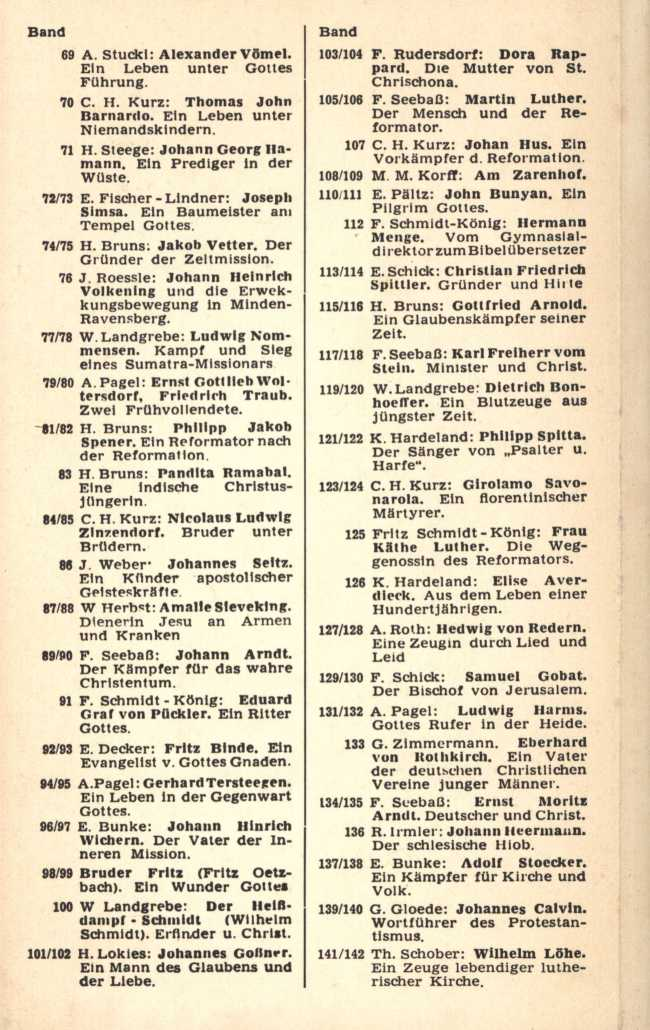 Band
69 A. Stuckl: Alexander Vömel.
Ein Leben unter Gottes
Führung.
70 C. H. Kurz: Thomas John
Barnardo. Ein Leben unter
Niemandskindern.
71 H. Steege: Johann Georg Ha-
mann. Ein Prediger in der
Wüste.
72/73 E. Fischer-Lindner: Joseph
Simsa. Ein Baumeister am
Tempel Gottes.
74/75 H. Bruns: Jakob Vetter. Der
Gründer der Zeltmission.
76 J. Roessle: Johann Heinrich
Volkening und die Erwek-
kungsbewegung in Minden-
Ravensberg.
77/78 W. Landgrebe: Ludwig Nom-
mensen. Kampf und Sieg
eines Sumatra-Missionars
79/80 A. Pagel: Ernst Gottlieb Wol-
tersdorf, Friedrich Traub.
Zwei Frühvollendete.
81/82 H. Bruns: Philipp Jakob
Spener. Ein Reformator nach
der Reformation.
83 H. Bruns: Pandita Ramabai.
Eine indische Christus-
jüngerin.
84/85 C. H. Kurz: Nicolaus Ludwig
Zinzendorf. Bruder unter
Brüdern.
86 J. Weber: Johannes Seitz.
Ein Künder apostolischer
Geisteskräfte.
87/88 W Herbst: Amalie Sieveking.
Dienerin Jesu an Armen
und Kranken
89/90 F. Seebaß: Johann Arndt.
Der Kämpfer für das wahre
Christentum.
91 F. Schmidt-König: Eduard
Graf von Pückler. Ein Ritter
Gottes.
92/93 E. Decker: Fritz Binde. Ein
Evangelist v. Gottes Gnaden.
94/95 A. Pagel: Gerhard Tersteegen.
Ein Leben in der Gegenwart
Gottes.
96/97 E. Bunke: Johann Hinrich
Wichern. Der Vater der In-
neren Mission.
98/99 Bruder Fritz (Fritz Oetz-
bach). Ein Wunder Gottes
100 W Landgrebe: Der Heiß-
dampf-Schmidt (Wilhelm
Schmidt). Erfinder u. Christ.
101/102 H. Lokies: Johannes Goßner.
Ein Mann des Glaubens und
der Liebe.
Band
103/104 F. Rudersdorf: Dora Rap-
pard. Die Mutter von St.
Chrischona.
105/106 F. Seebaß: Martin Luther.
Der Mensch und der Re-
formator.
107 C. H. Kurz: Johan Hus. Ein
Vorkämpfer d. Reformation.
108/109 M. M. Korff: Am Zarenhof.
110/111 E. Pältz: John Bunyan. Ein
Pilgrim Gottes.
112 F. Schmidt-König: Hermann
Menge. Vom Gymnasial-
direktor zum Bibelübersetzer
113/114 E. Schick: Christian Friedrich
Spittler. Gründer und Hirte
115/116 H. Bruns: Gottfried Arnold.
Ein Glaubenskämpfer seiner
Zeit.
117/118 F. Seebaß: Karl Freiherr vom
Stein. Minister und Christ.
119/120 W. Landgrebe: Dietrich Bon-
hoeffer. Ein Blutzeuge aus
jüngster Zeit.
121/122 K. Hardeland: Philipp Spitta.
Der Sänger von „Psalter u.
Harfe".
123/124 C. H. Kurz: Girolamo Savo-
narola. Ein florentinischer
Märtyrer.
125 Fritz Schmidt-König: Frau
Käthe Luther. Die Weg-
genossin des Reformators.
126 K. Hardeland: Elise Aver-
dieck. Aus dem Leben einer
Hundertjährigen.
127/128 A. Roth: Hedwig von Redern.
Eine Zeugin durch Lied und
Leid
129/130 F. Schick: Samuel Gobat.
Der Bischof von Jerusalem.
131/132 A. Pagel: Ludwig Harms.
Gottes Rufer in der Heide.
133 G. Zimmermann. Eberhard
von Rothkirch. Ein Vater
der deutschen Christlichen
Vereine junger Männer.
134/135 F. Seebaß: Ernst Moritz
Arndt. Deutscher und Christ.
136 R. Irmler: Johann Heermann.
Der schlesische Hiob.
137/138 E. Bunke: Adolf Stoecker.
Ein Kämpfer für Kirche und
Volk.
139/140 G. Gloede: Johannes Calvin.
Wortführer des Protestan-
tismus.
141/142 Th. Schober: Wilhelm Löhe.
Ein Zeuge lebendiger luthe-
rischer Kirche.